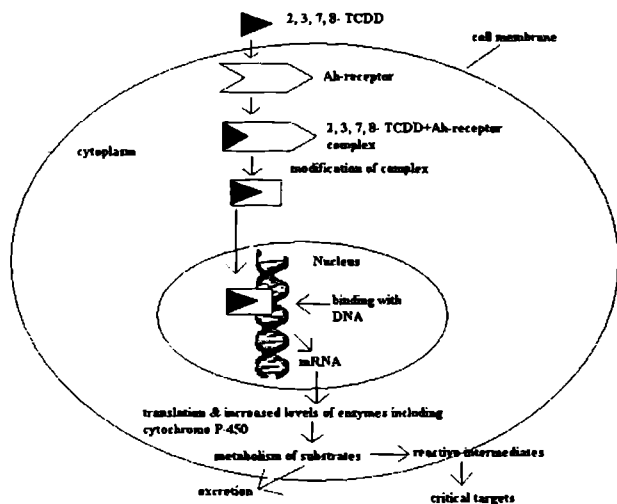 2, 3, 7, 8- TCDD
cell membrane
Ah-receptor
2, 3, 7, 8- TCDD+Ah-receptor
complex
cytoplasm
modification of complex
Nucleus
binding with
DNA
mRNA
translation & increased levels of enzymes including
cytochrome P-450
metabolism of substrates
reactive intermediates
excretion
critical targets